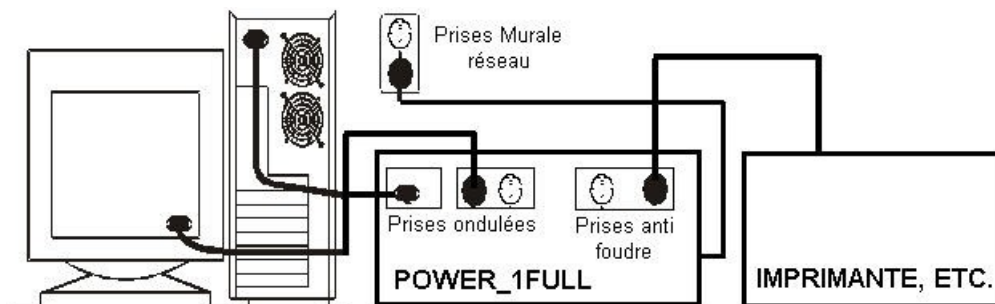 Prises Murale
réseau
Prises ondulées
Prises anti
foudre
POWER_1FULL
IMPRIMANTE, ETC.